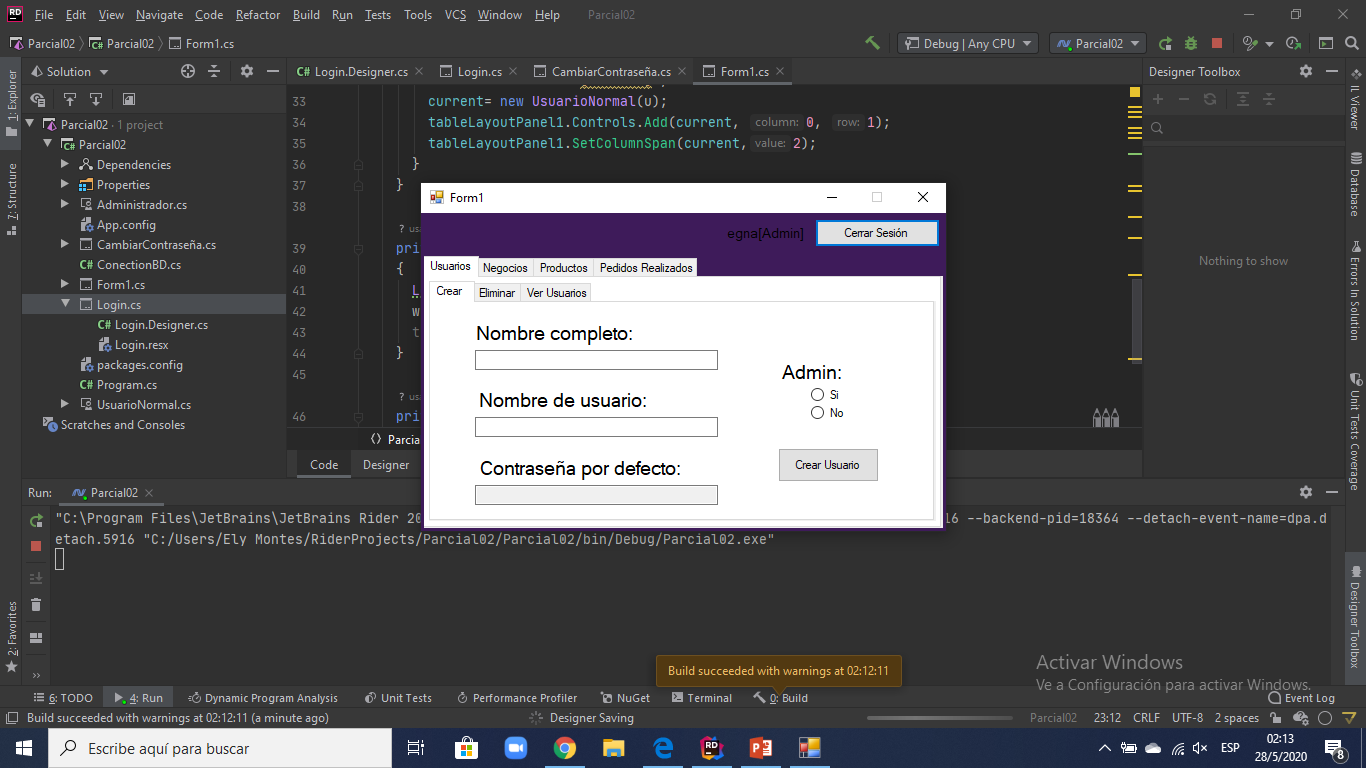 File Edit View Navigate Code Refactor Build Run Tests Tools VCS Window Help Parcial02
Parcial02 Parcial02 Form1.cs Debug | Any CPU Parcial02
Solution Login.Designer.cs Login.cs CambiarContraseña.cs Form1.cs Designer Toolbox
1: Explorer
7: Structure
2: Favorites
Parcial02 · 1 project
Parcial02
Dependencies
Properties
Administrador.cs
App.config
CambiarContraseña.cs
ConectionBD.cs
Form1.cs
Login.cs
Login.Designer.cs
Login.resx
packages.config
Program.cs
UsuarioNormal.cs
Scratches and Consoles
33 current= new UsuarioNormal(u);
34 tableLayoutPanel1.Controls.Add(current, column: 0, row: 1);
35 tableLayoutPanel1.SetColumnSpan(current, value: 2);
36 }
37 }
38
39 pri
40 {
41 L
42 w
43 t
44 }
45
46 pri
Parcia
Code Designer
Form1
egna[Admin] Cerrar Sesión
Usuarios Negocios Productos Pedidos Realizados
Crear Eliminar Ver Usuarios
Nombre completo:
Nombre de usuario:
Contraseña por defecto:
Admin:
Si
No
Crear Usuario
Nothing to show
IL Viewer
Database
Errors In Solution
Unit Tests Coverage
Designer Toolbox
Run: Parcial02
"C:\Program Files\JetBrains\JetBrains Rider 20 16 --backend-pid=18364 --detach-event-name=dpa.d
etach.5916 "C:/Users/Ely Montes/RiderProjects/Parcial02/Parcial02/bin/Debug/Parcial02.exe"
Build succeeded with warnings at 02:12:11
Activar Windows
Ve a Configuración para activar Windows.
6: TODO 4: Run Dynamic Program Analysis Unit Tests Performance Profiler NuGet Terminal 0: Build Event Log
Build succeeded with warnings at 02:12:11 (a minute ago) Designer Saving Parcial02 23:12 CRLF UTF-8 2 spaces
Escribe aquí para buscar
ESP
02:13
28/5/2020
8